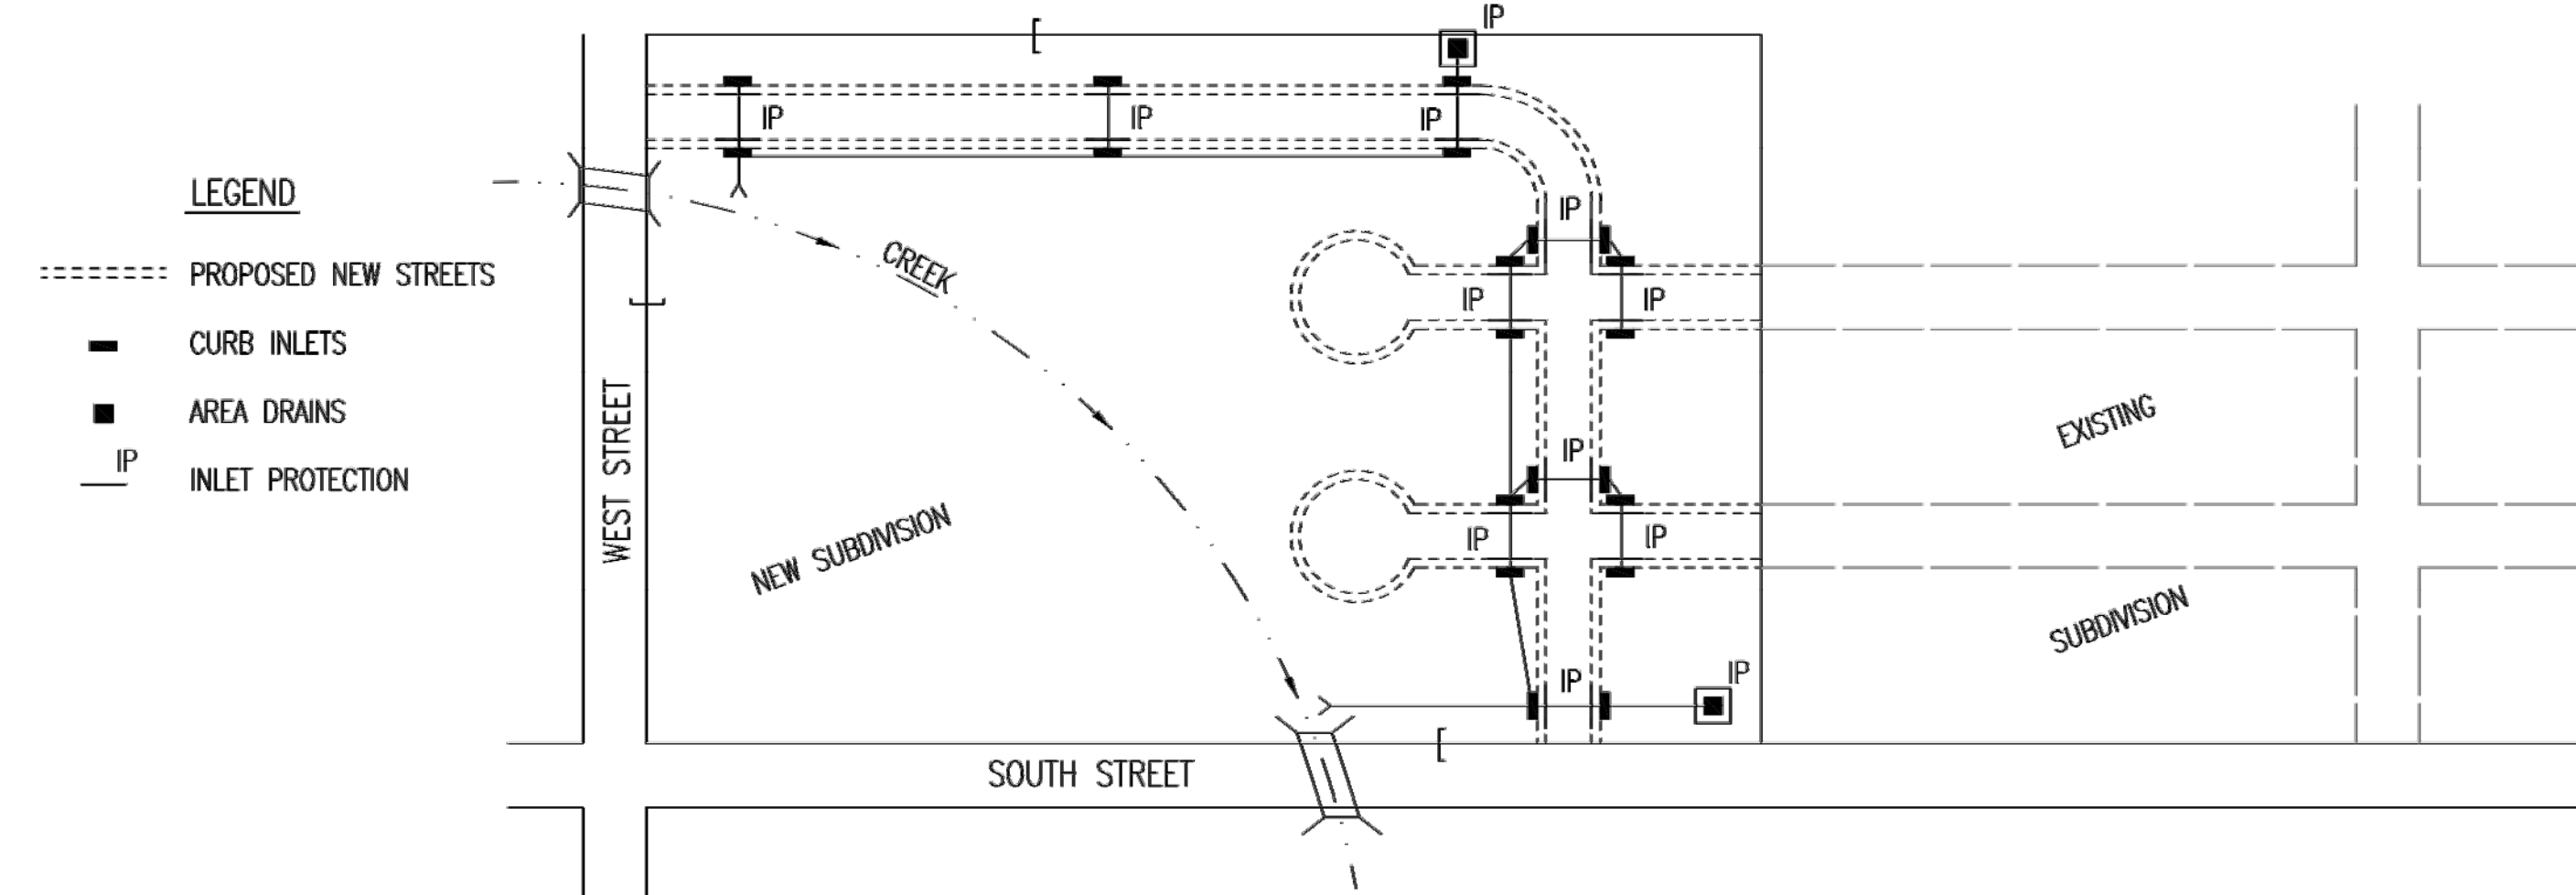 IP
IP
IP
IP
LEGEND
PROPOSED NEW STREETS
CURB INLETS
AREA DRAINS
IP
INLET PROTECTION
WEST STREET
CREEK
NEW SUBDIVISION
IP
IP
IP
IP
IP
IP
IP
IP
EXISTING
SUBDIVISION
SOUTH STREET